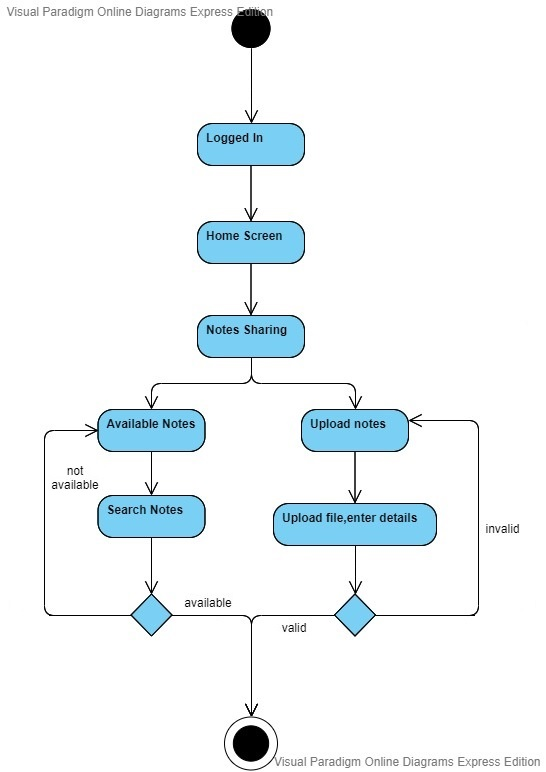 Visual Paradigm Online Diagrams Express Edition
Logged In
Home Screen
Notes Sharing
Available Notes
Upload notes
not
available
Search Notes
Upload file,enter details
invalid
available
valid
Visual Paradigm Online Diagrams Express Edition